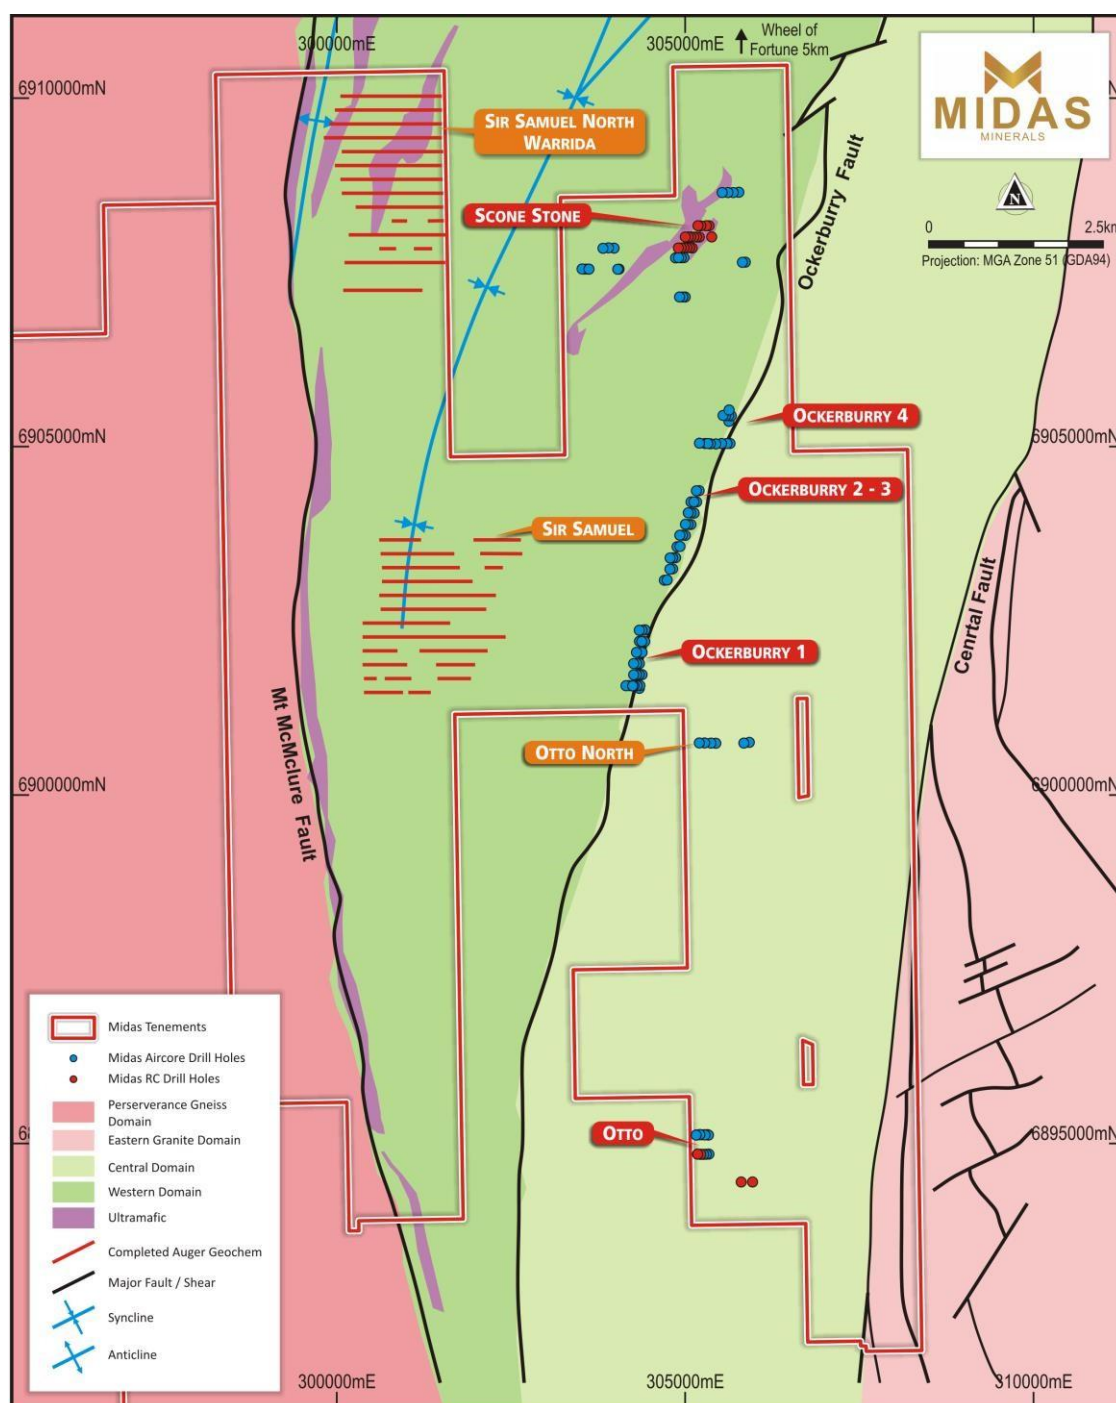 300000mE
305000mE
Wheel of
Fortune 5km
6910000mN
MIDAS
MINERALS
SIR SAMUEL NORTH
WARRIDA
Ockerburry Fault
N
SCONE STONE
0 2.5km
Projection: MGA Zone 51 (GDA94)
OCKERBURRY 4
6905000mN
6905000mN
OCKERBURRY 2 - 3
SIR SAMUEL
Cenrtal Fault
OCKERBURRY 1
Mt McMlure Fault
OTTO NORTH
6900000mN
6900000mN
Midas Tenements
Midas Aircore Drill Holes
Midas RC Drill Holes
Perserverance Gneiss
Domain
Eastern Granite Domain
Central Domain
Western Domain
Ultramafic
Completed Auger Geochem
Major Fault / Shear
Syncline
Anticline
OTTO
6895000mN
300000mE
305000mE
310000mE